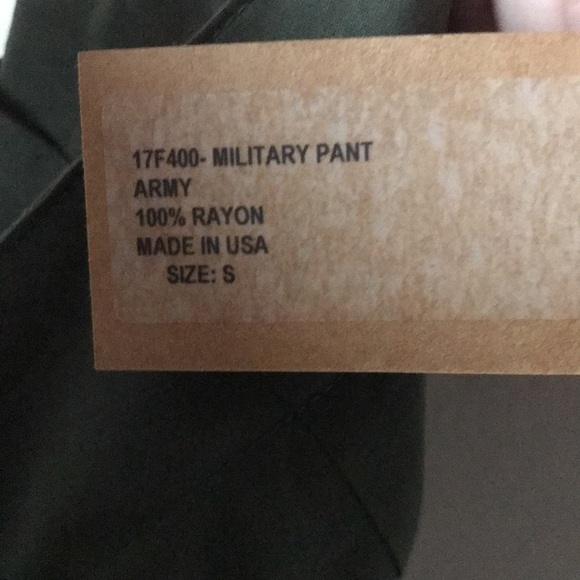 17F400- MILITARY PANT
ARMY
100% RAYON
MADE IN USA
SIZE: S